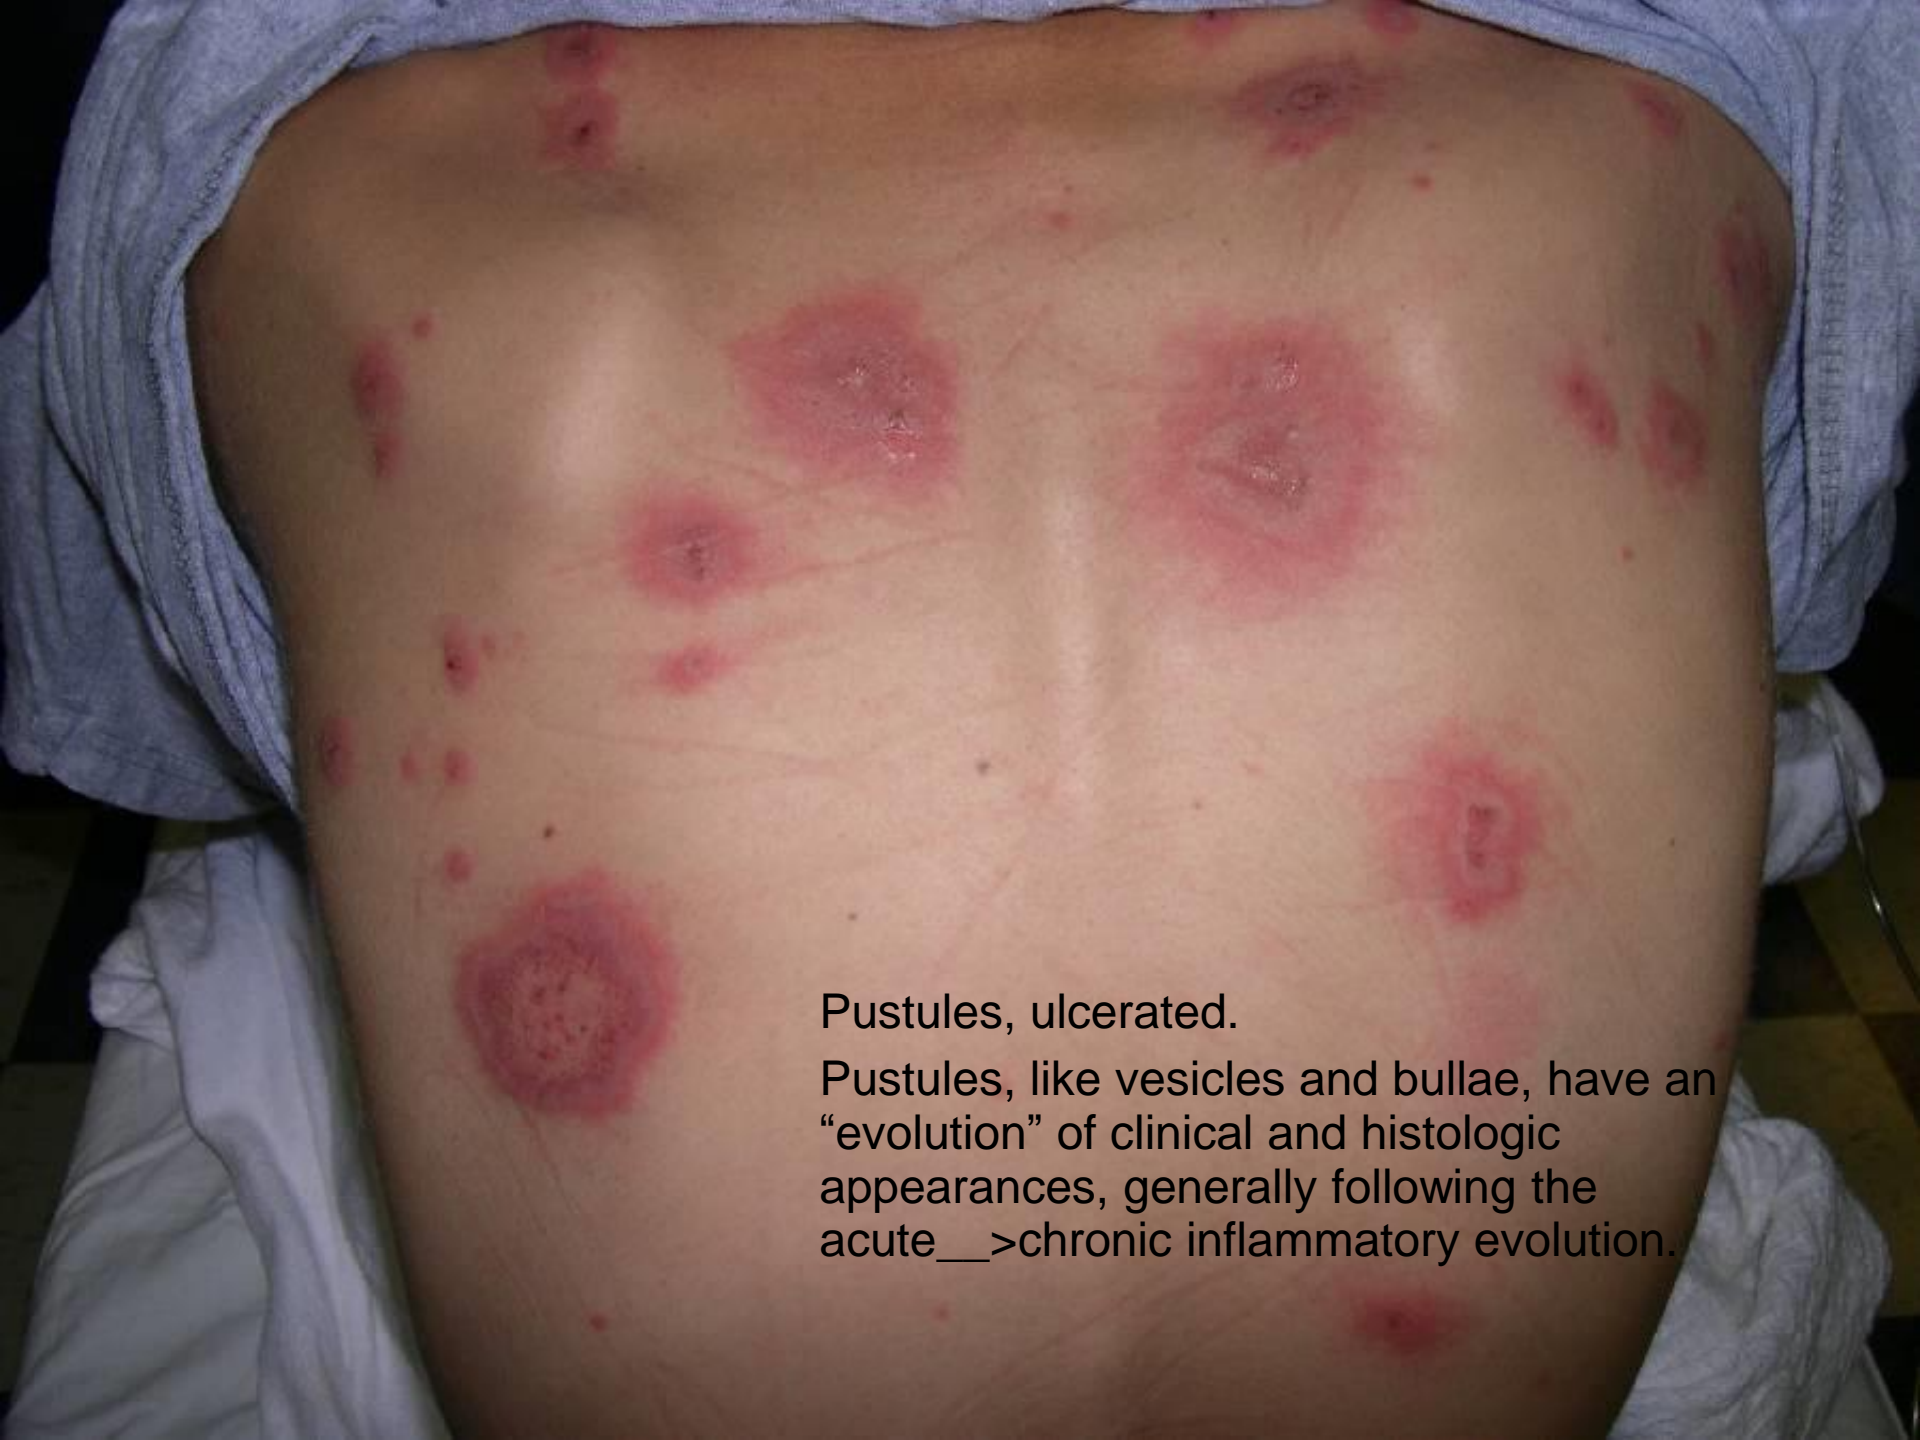 Pustules, ulcerated.
Pustules, like vesicles and bullae, have an
“evolution” of clinical and histologic
appearances, generally following the
acute__>chronic inflammatory evolution.